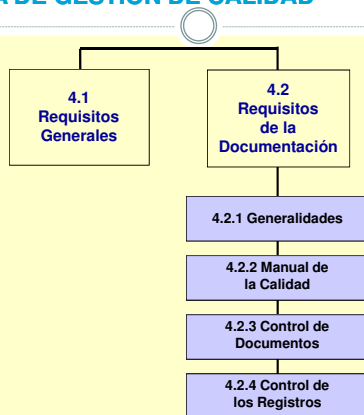 DE GESTIÓN DE CALIDAD
4.1
Requisitos
Generales
4.2
Requisitos
de la
Documentación
4.2.1 Generalidades
4.2.2 Manual de
la Calidad
4.2.3 Control de
Documentos
4.2.4 Control de
los Registros